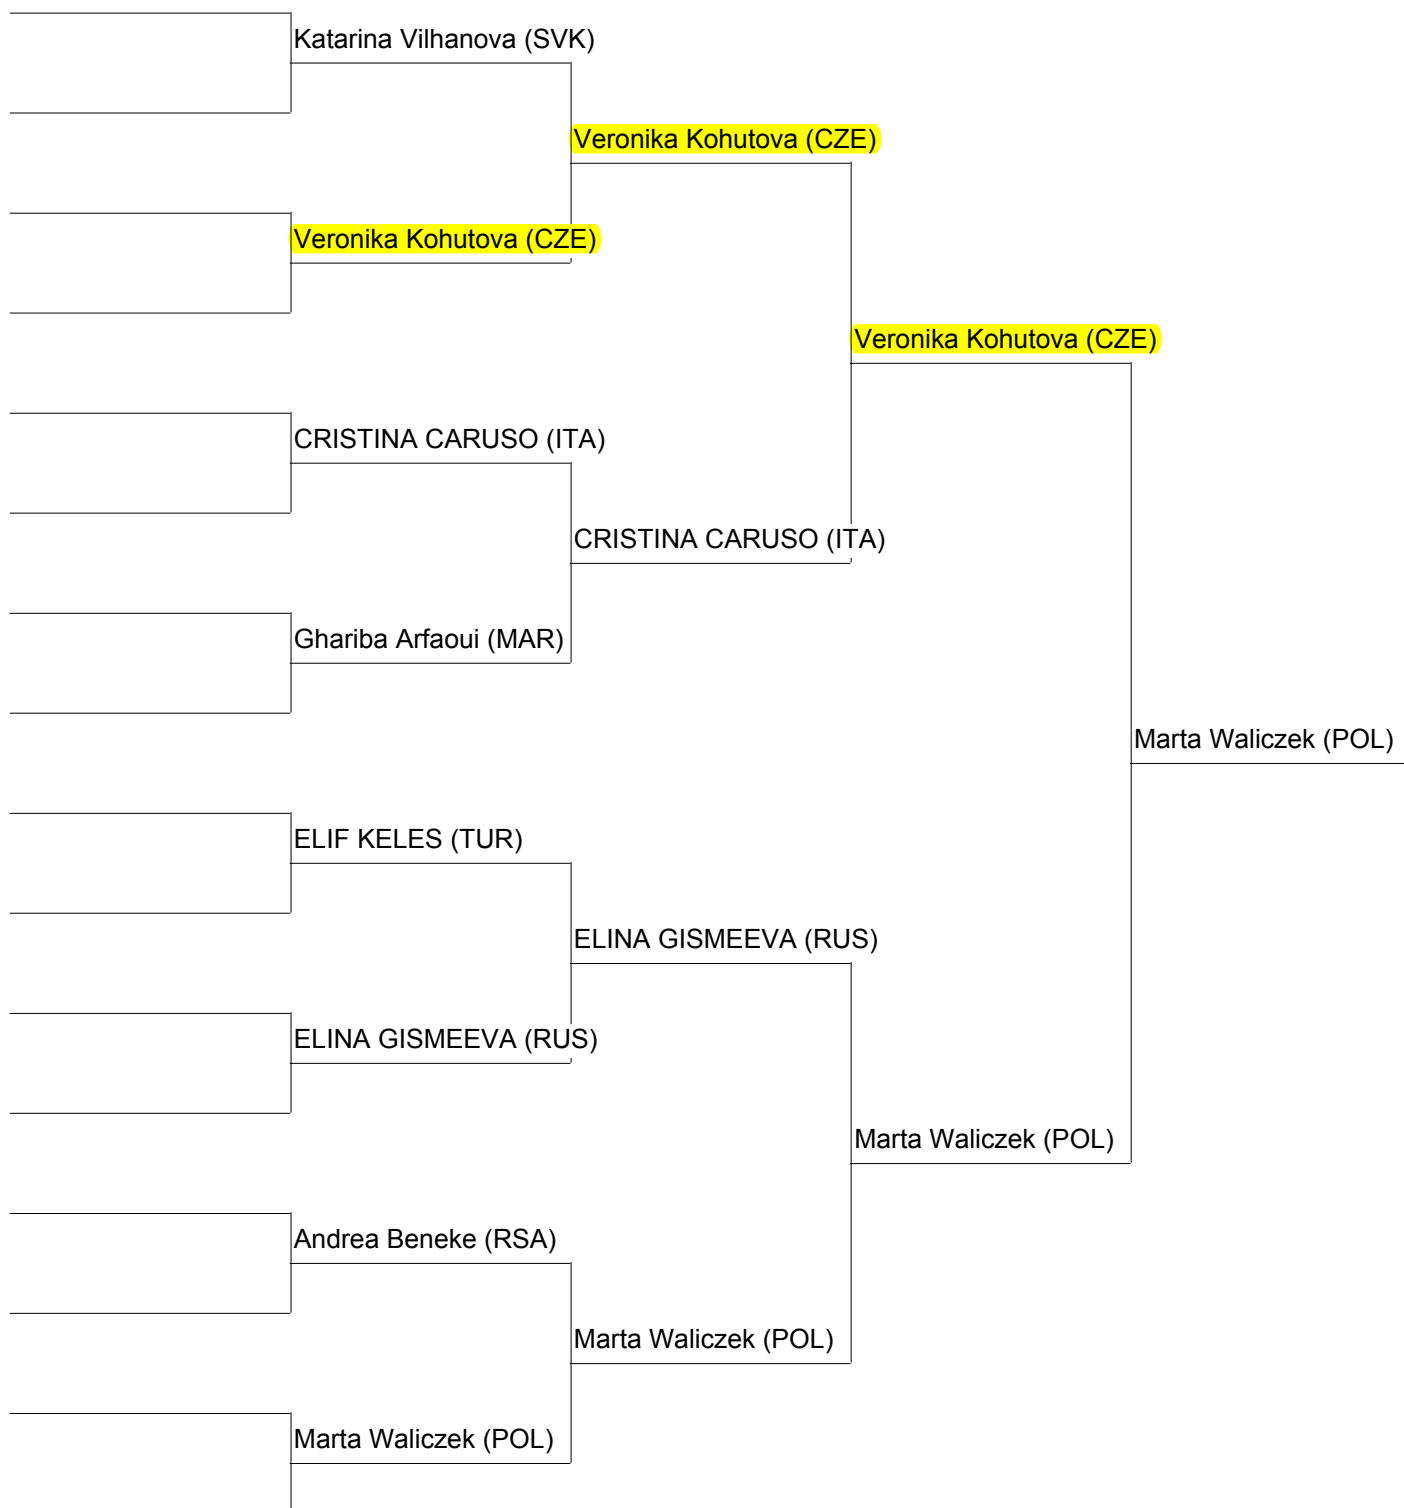 Katarina Vilhanova (SVK)
Veronika Kohutova (CZE)
Veronika Kohutova (CZE)
Veronika Kohutova (CZE)
CRISTINA CARUSO (ITA)
CRISTINA CARUSO (ITA)
Ghariba Arfaoui (MAR)
Marta Waliczek (POL)
ELIF KELES (TUR)
ELINA GISMEEVA (RUS)
ELINA GISMEEVA (RUS)
Marta Waliczek (POL)
Andrea Beneke (RSA)
Marta Waliczek (POL)
Marta Waliczek (POL)